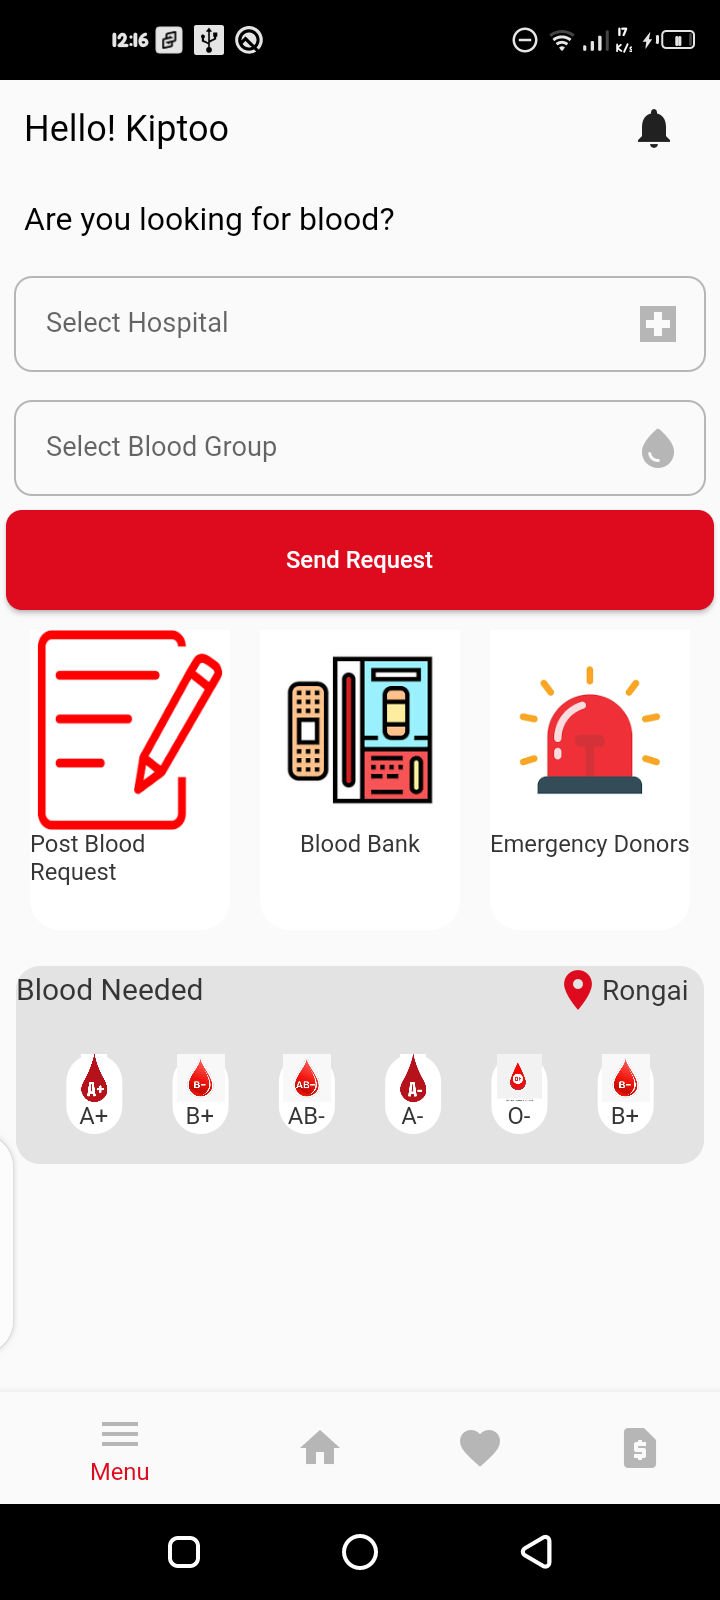 12:16
17
K/s
Hello! Kiptoo
Are you looking for blood?
Select Hospital
Select Blood Group
Send Request
Post Blood
Request
Blood Bank
Emergency Donors
Blood Needed
Rongai
A+
B-
AB-
A-
B-
A+
B+
AB-
A-
O-
B+
$
Menu